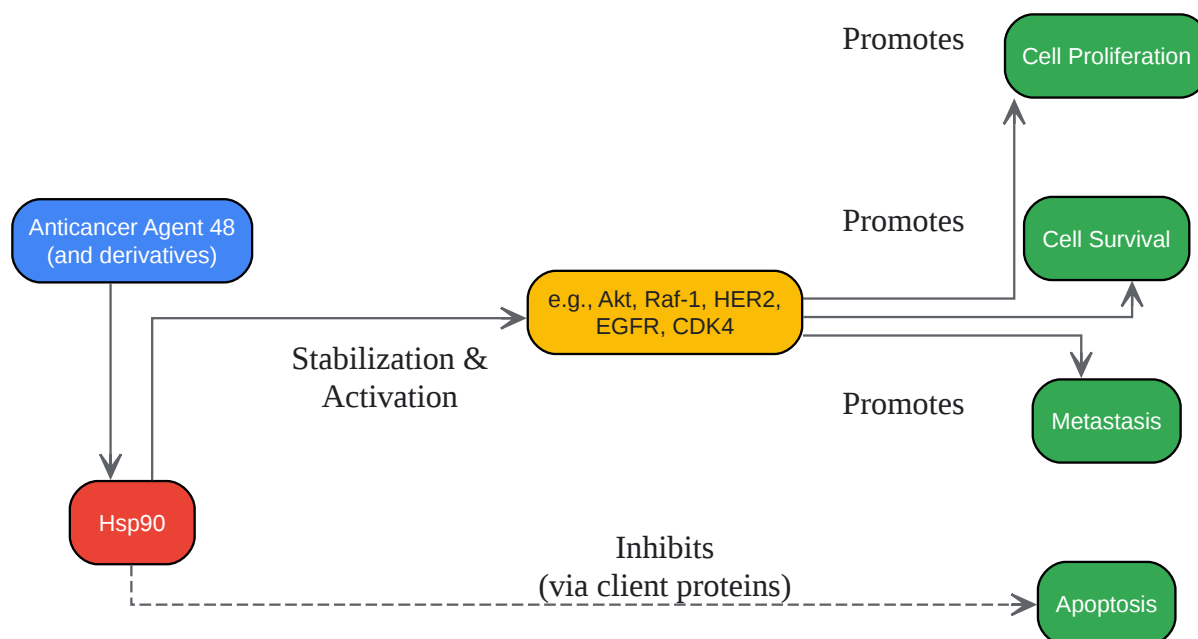 Promotes
Cell Proliferation
Anticancer Agent 48
(and derivatives)
Promotes
Cell Survival
e.g., Akt, Raf-1, HER2,
EGFR, CDK4
Stabilization &
Activation
Promotes
Metastasis
Hsp90
Inhibits
(via client proteins)
Apoptosis